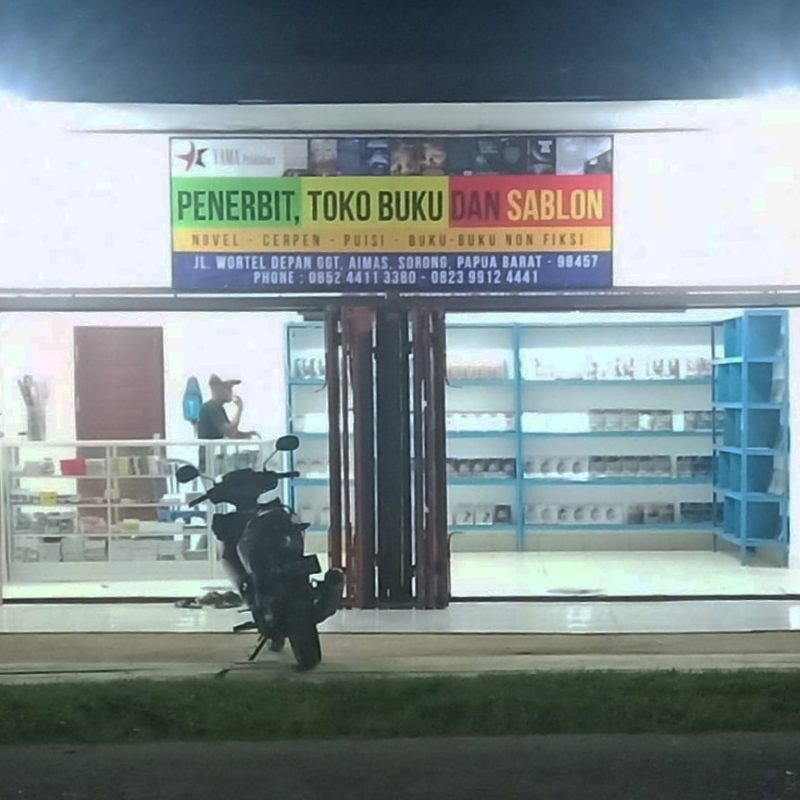 YAMA Publisher
PENERBIT, TOKO BUKU DAN SABLON
NOVEL - CERPEN - PUISI - BUKU-BUKU NON FIKSI
JL. WORTEL DEPAN GGT, AIMAS, SORONG, PAPUA BARAT - 98457
PHONE : 0852 4411 3380 - 0823 9912 4441